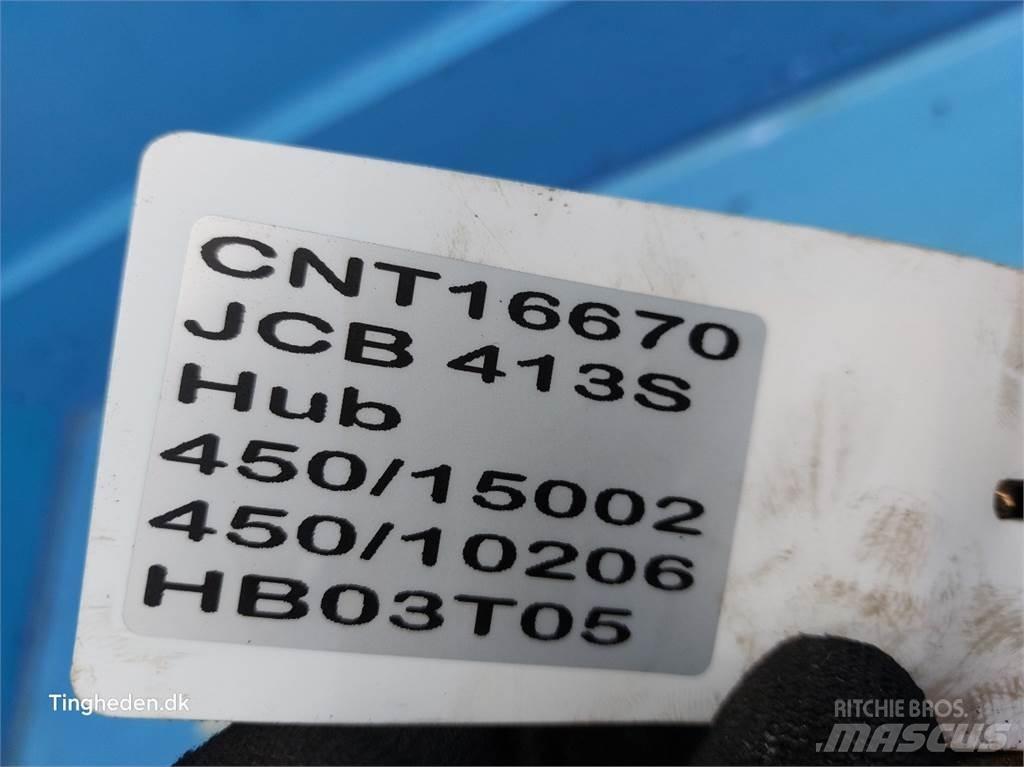 CNT16670
JCB 413S
Hub
450/15002
450/10206
HB03T05
Tingheden.dk
RITCHIE BROS.
MASCUS